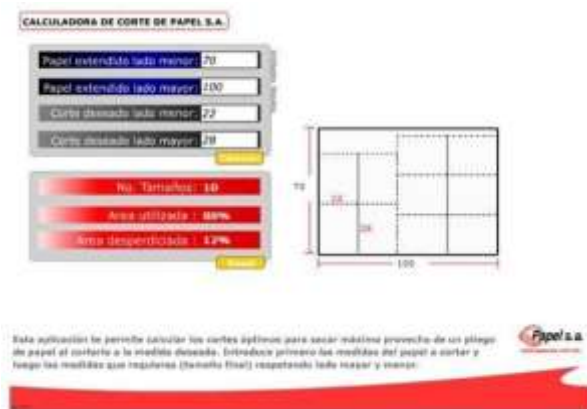 CALCULADORA DE CORTE DE PAPEL S.A.
Papel extendido lado menor: 70
Papel extendido lado mayor: 100
Corte deseado lado menor: 22
Corte deseado lado mayor: 28
No. Tamaños: 10
Area utilizada : 88%
Area desperdiciada : 12%
70
22
28
100
Esta aplicación te permite calcular los cortes óptimos para sacar máximo provecho de un pliego
de papel al cortarlo a la medida deseada. Introduce primero las medidas del papel a cortar y
luego las medidas que requieras (tamaño final) respetando lado mayor y menor.
Papel s.a.